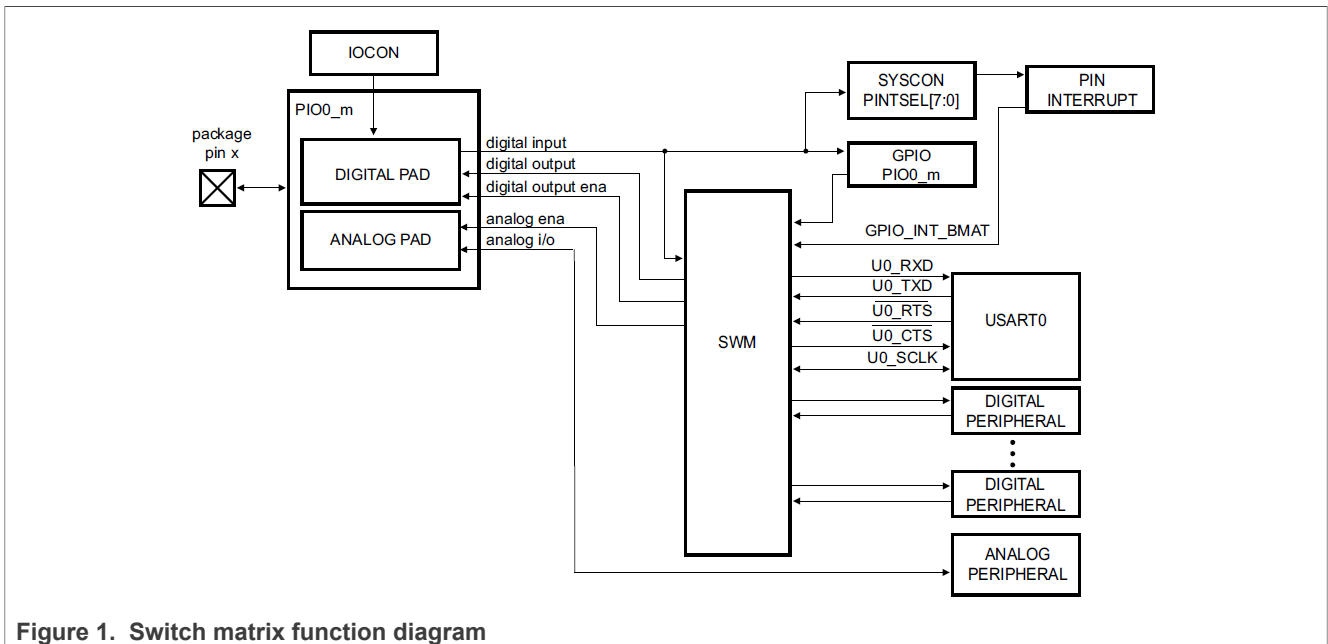 IOCON
PIO0_m
package
pin x
DIGITAL PAD
ANALOG PAD
digital input
digital output
digital output ena
analog ena
analog i/o
SYSCON
PINTSEL[7:0]
PIN
INTERRUPT
GPIO
PIO0_m
GPIO_INT_BMAT
SWM
U0_RXD
U0_TXD
U0_RTS
U0_CTS
U0_SCLK
USART0
DIGITAL
PERIPHERAL
DIGITAL
PERIPHERAL
ANALOG
PERIPHERAL
Figure 1. Switch matrix function diagram